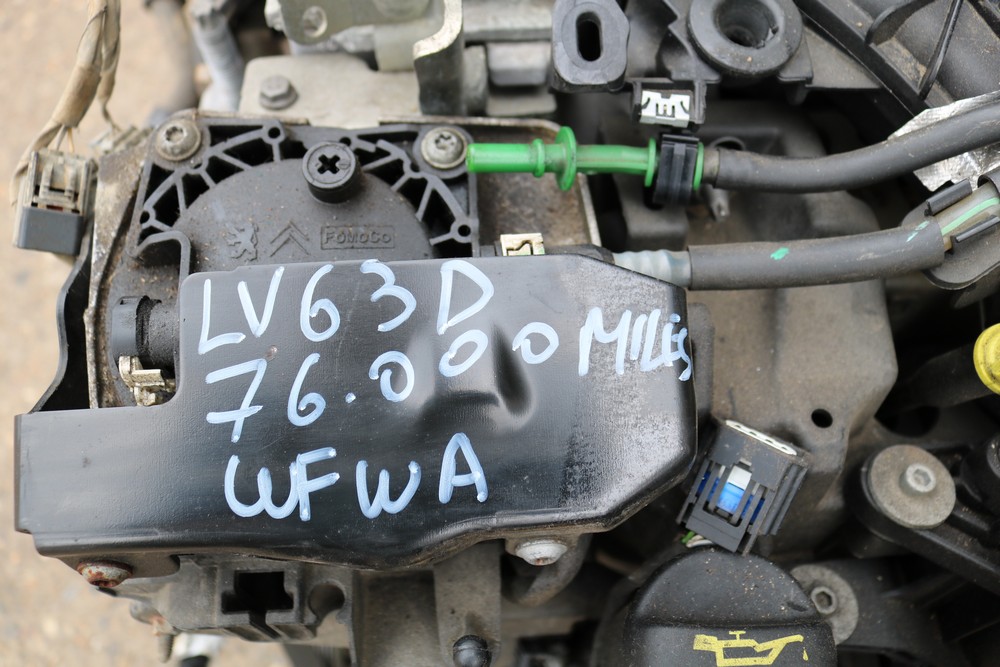 FoMoCo
LV63D
76.000 MILES
WFWA